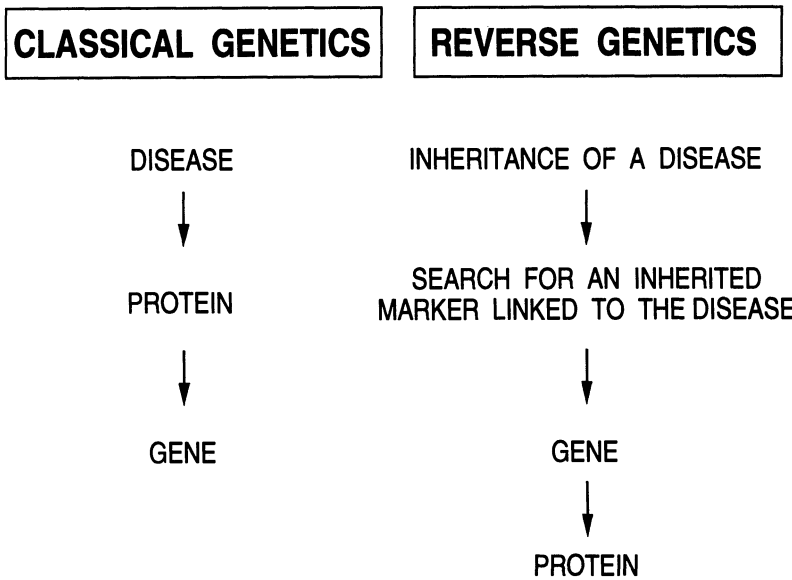 CLASSICAL GENETICS
DISEASE
PROTEIN
GENE
REVERSE GENETICS
INHERITANCE OF A DISEASE
SEARCH FOR AN INHERITED
MARKER LINKED TO THE DISEASE
GENE
PROTEIN